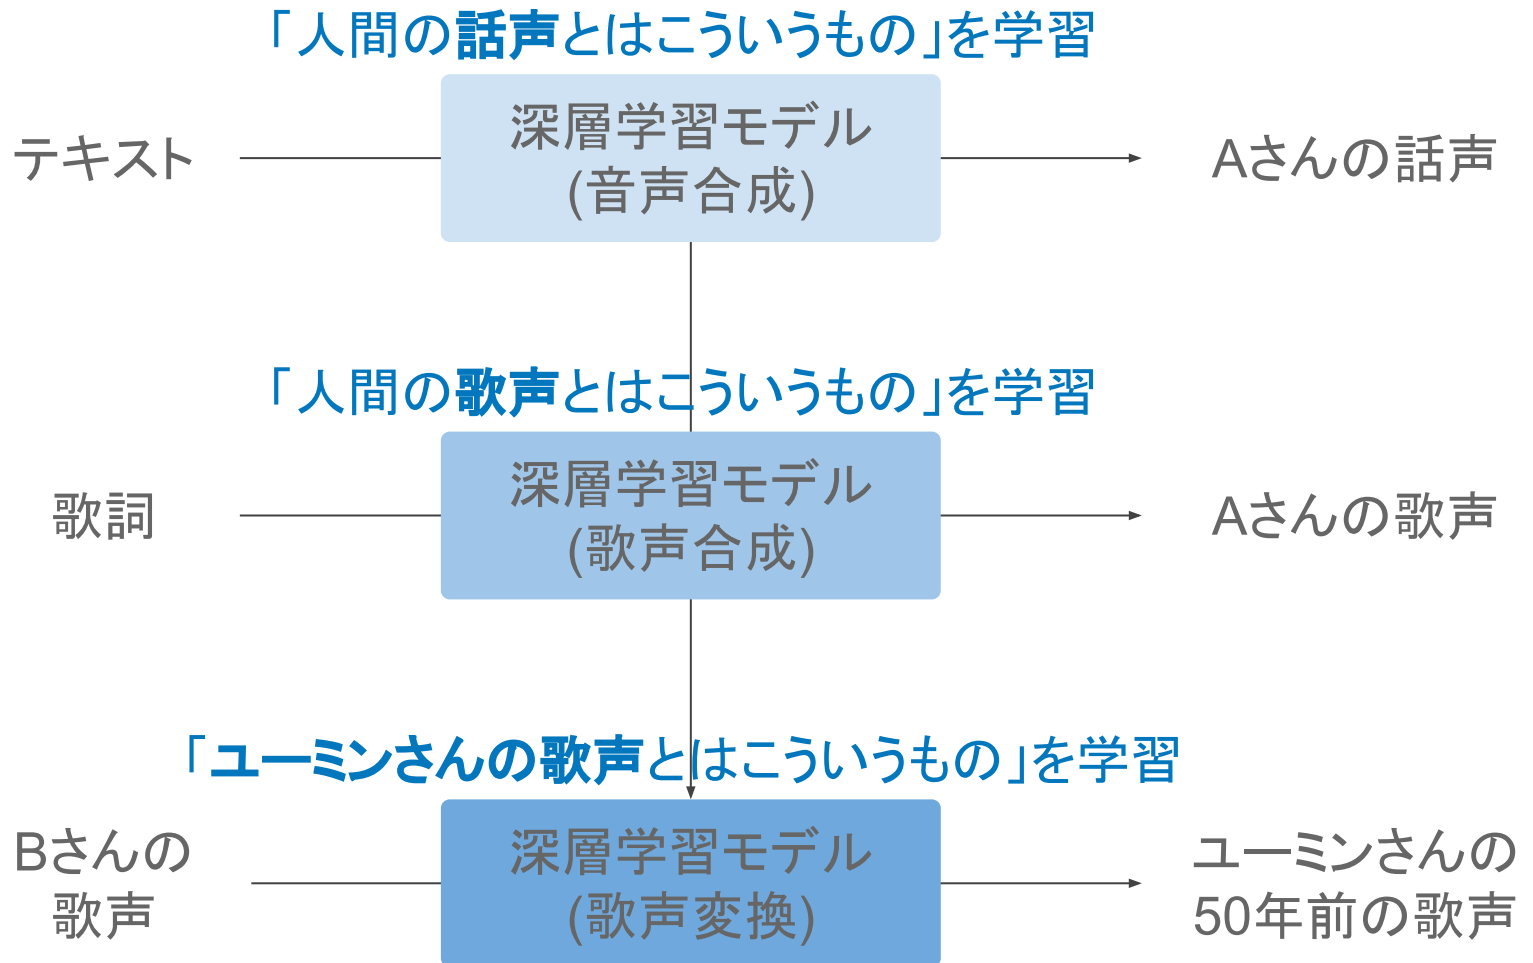 「人間の話声とはこういうもの」を学習
テキスト
深層学習モデル
(音声合成)
Aさんの話声
「人間の歌声とはこういうもの」を学習
歌詞
深層学習モデル
(歌声合成)
Aさんの歌声
「ユーミンさんの歌声とはこういうもの」を学習
Bさんの
歌声
深層学習モデル
(歌声変換)
ユーミンさんの
50年前の歌声